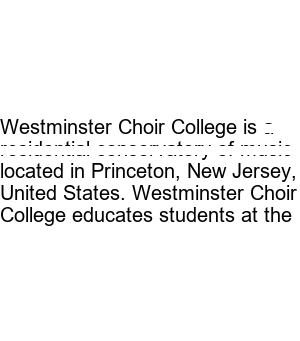 Westminster Choir College is
residential conservatory of music
located in Princeton, New Jersey,
United States. Westminster Choir
College educates students at the